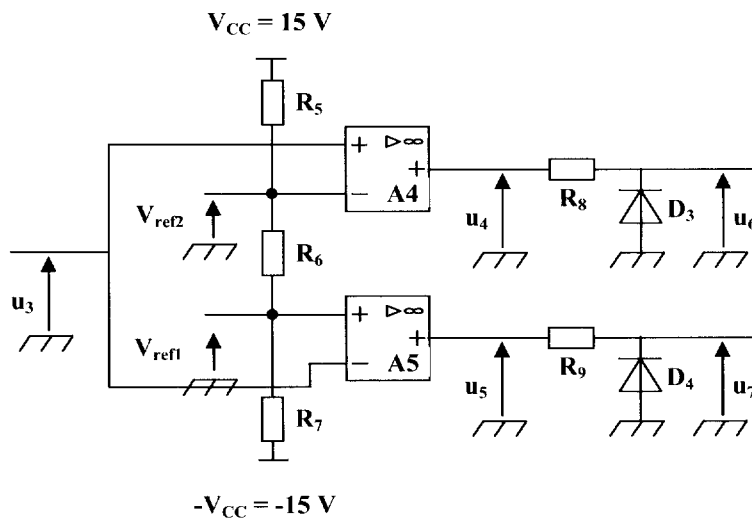 V_CC = 15 V
R_5
+ ▷∞
+
− A4
V_ref2
u_4
R_8
D_3
u_6
R_6
u_3
+ ▷∞
+
− A5
V_ref1
u_5
R_9
D_4
u_7
R_7
-V_CC = -15 V